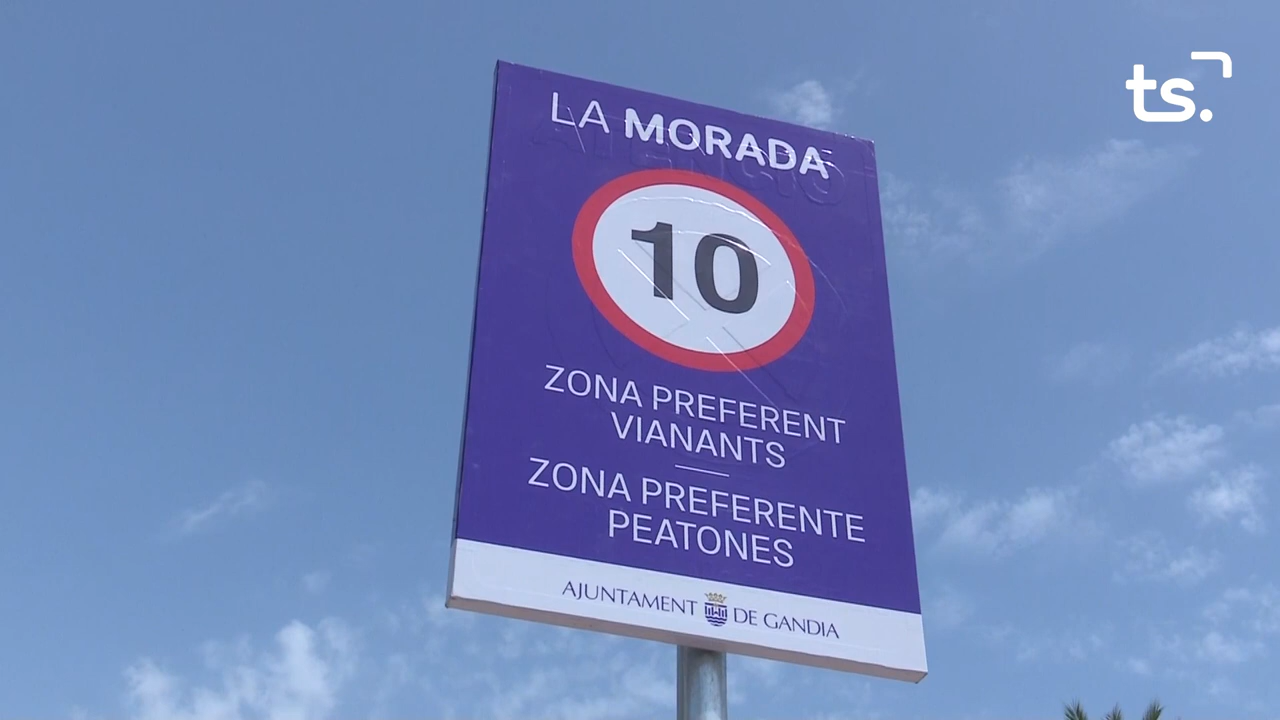 ts.
LA MORADA
10
ZONA PREFERENT
VIANANTS
ZONA PREFERENTE
PEATONES
AJUNTAMENT DE GANDIA